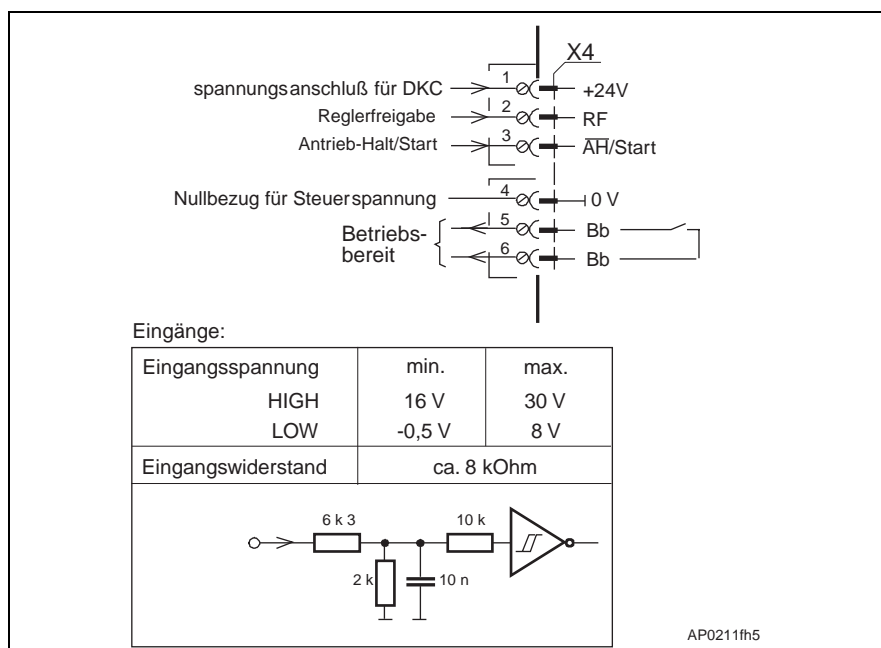 X4
spannungsanschluß für DKC 1 +24V
Reglerfreigabe 2 RF
Antrieb-Halt/Start 3 A̅H̅/Start
Nullbezug für Steuerspannung 4 0 V
Betriebs-
bereit
5 Bb
6 Bb
Eingänge:
Eingangsspannung min. max.
HIGH 16 V 30 V
LOW -0,5 V 8 V
Eingangswiderstand ca. 8 kOhm
6 k 3 10 k
2 k 10 n
AP0211fh5